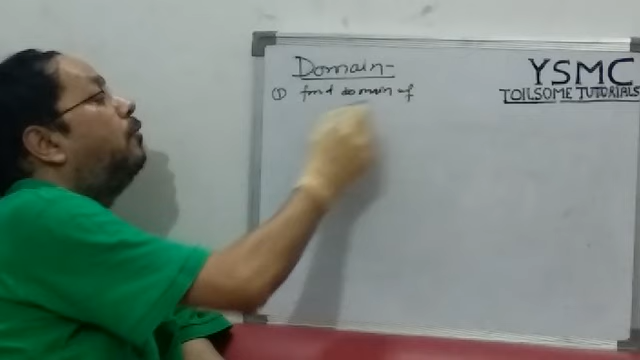 Domain-
① find domain of
YSMC
TOILSOME TUTORIALS